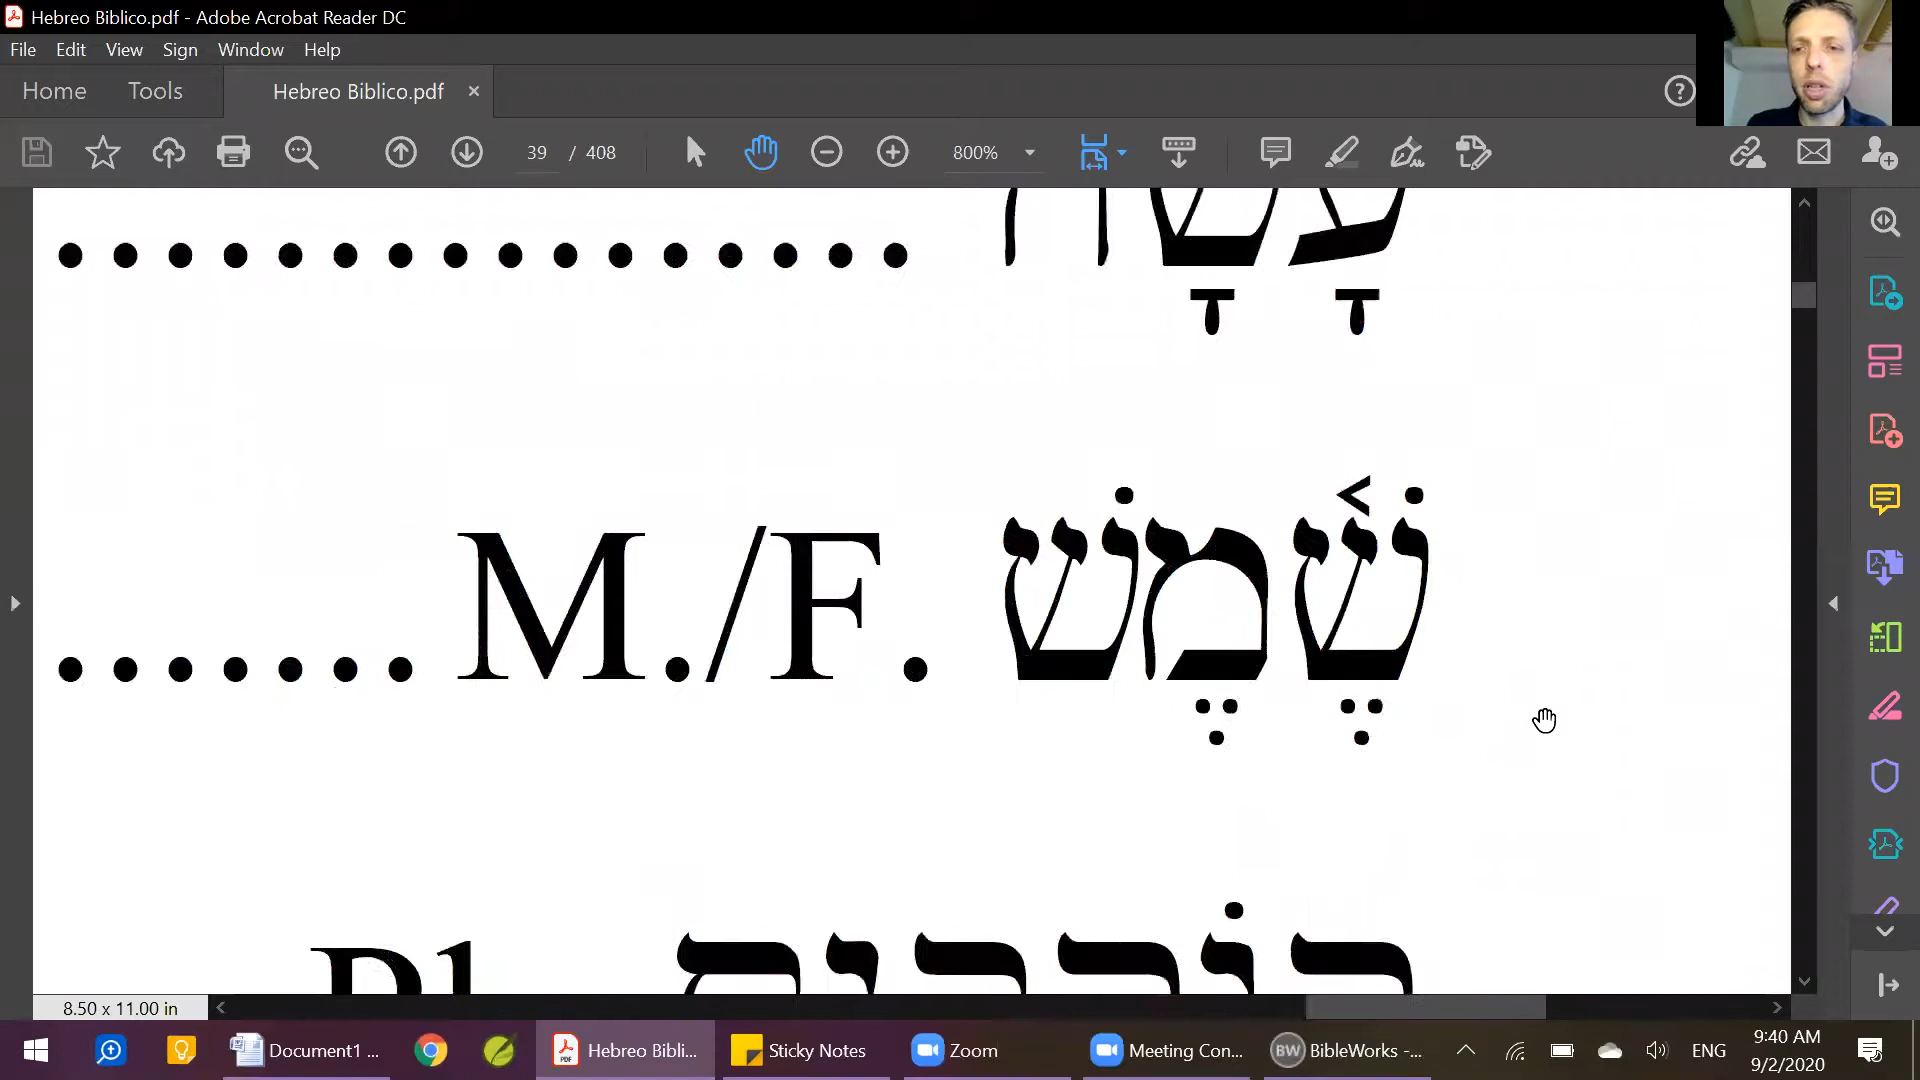 Hebreo Biblico.pdf - Adobe Acrobat Reader DC
File Edit View Sign Window Help
Home Tools Hebreo Biblico.pdf ×
39 / 408 800%
שֶׁ֫מֶשׁ M./F. .......
8.50 x 11.00 in
Document1 ... Hebreo Bibli... Sticky Notes Zoom Meeting Con... BW BibleWorks -... ENG 9:40 AM
9/2/2020